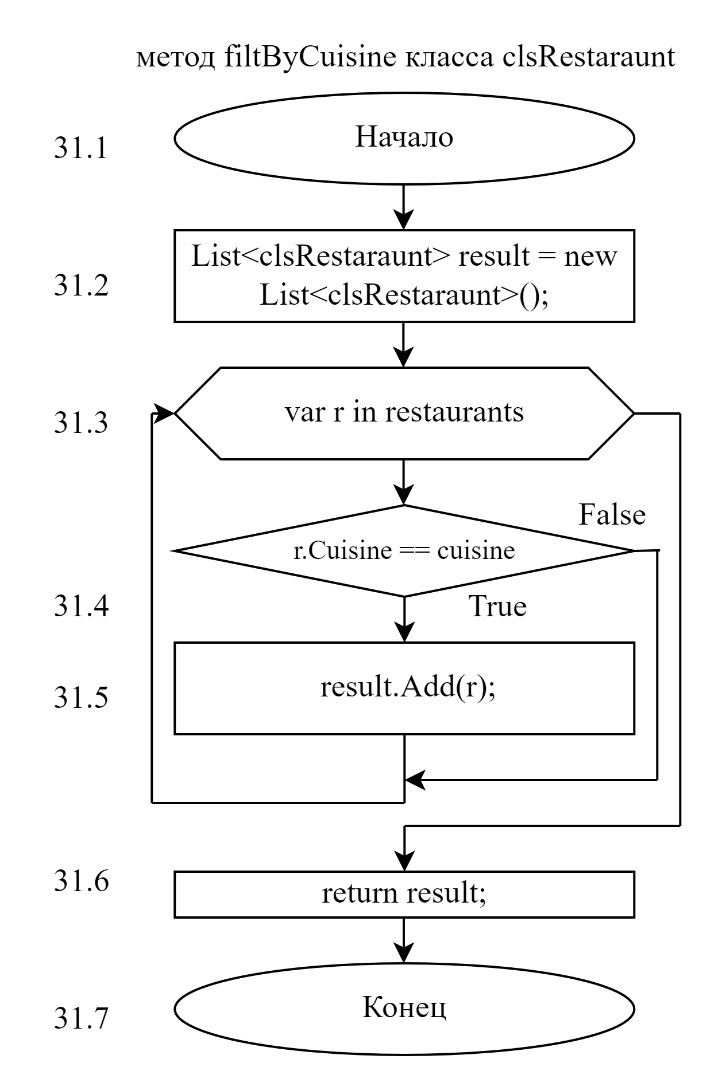 метод filtByCuisine класса clsRestaraunt
31.1
Начало
31.2
List<clsRestaraunt> result = new
List<clsRestaraunt>();
31.3
var r in restaurants
False
r.Cuisine == cuisine
31.4
True
31.5
result.Add(r);
31.6
return result;
31.7
Конец